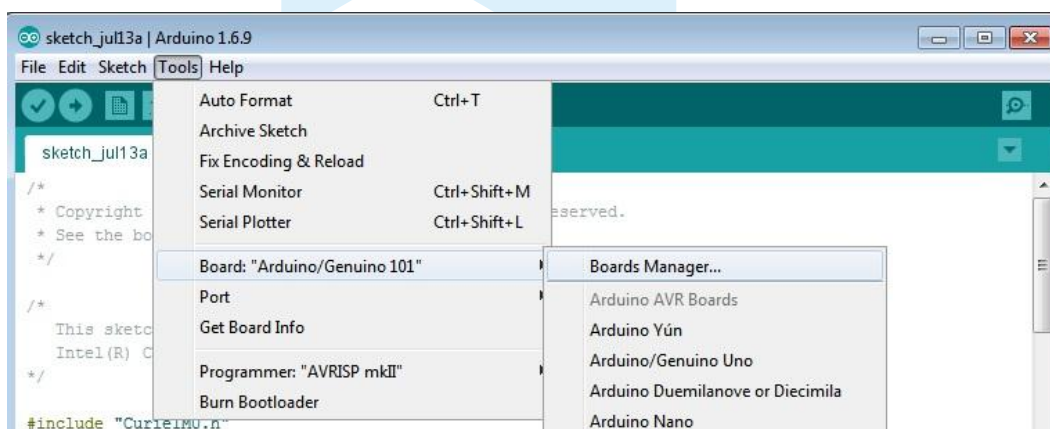 sketch_jul13a | Arduino 1.6.9
File Edit Sketch Tools Help
sketch_jul13a
Auto Format Ctrl+T
Archive Sketch
Fix Encoding & Reload
Serial Monitor Ctrl+Shift+M
Serial Plotter Ctrl+Shift+L
Board: "Arduino/Genuino 101"
Port
Get Board Info
Programmer: "AVRISP mkII"
Burn Bootloader
Boards Manager...
Arduino AVR Boards
Arduino Yún
Arduino/Genuino Uno
Arduino Duemilanove or Diecimila
Arduino Nano
/*
* Copyright
* See the
*/
/*
This
Intel(R)
*/
#include "CurieIMU.h"